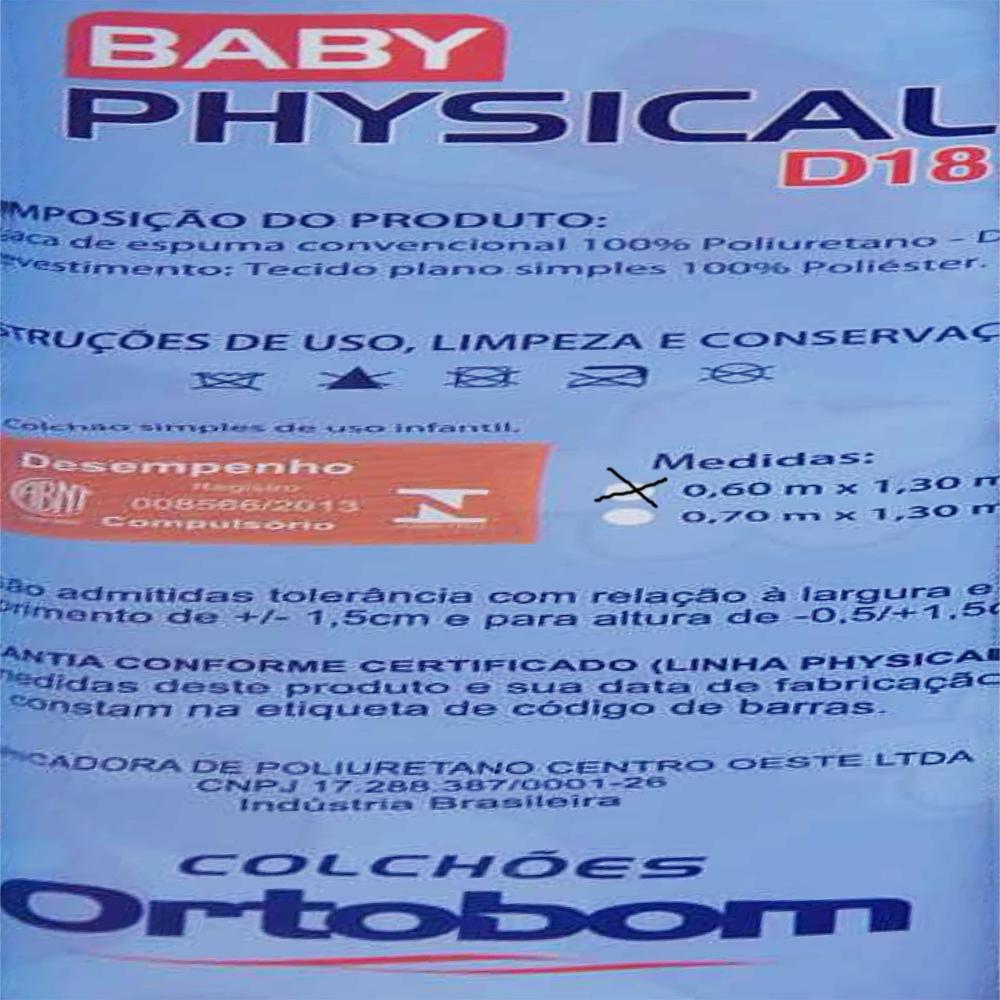 BABY
PHYSICAL
D18
MPOSIÇÃO DO PRODUTO:
aca de espuma convencional 100% Poliuretano - D
evestimento: Tecido plano simples 100% Poliéster.
STRUÇÕES DE USO, LIMPEZA E CONSERVAÇ
Colchão simples de uso infantil.
Desempenho
ABNT
Registro
008566/2013
Compulsório
Medidas:
0,60 m x 1,30 m
0,70 m x 1,30 m
são admitidas tolerância com relação à largura e
primento de +/- 1,5cm e para altura de -0,5/+1,5c
ANTIA CONFORME CERTIFICADO (LINHA PHYSICAL
medidas deste produto e sua data de fabricação
constam na etiqueta de código de barras.
CADORA DE POLIURETANO CENTRO OESTE LTDA
CNPJ 17.288.387/0001-26
Indústria Brasileira
COLCHÕES
Ortobom